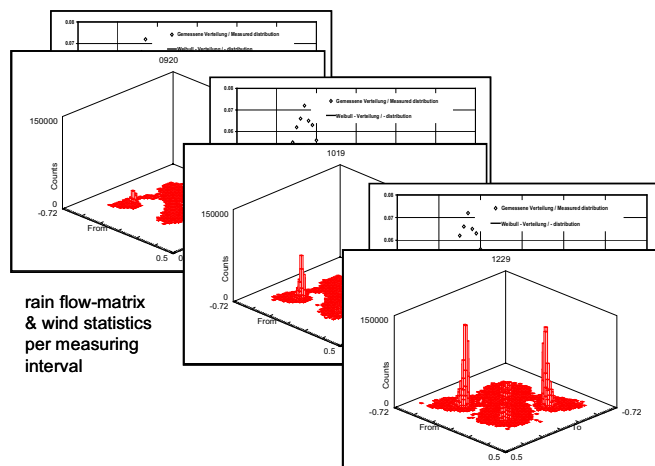 0.08
0.07
Gemessene Verteilung / Measured distribution
Weibull - Verteilung / - distribution
0920
150000
Counts
0
-0.72
From
0.5
0.08
0.07
0.06
Gemessene Verteilung / Measured distribution
Weibull - Verteilung / - distribution
1019
150000
Counts
0
-0.72
From
0.5
0.08
0.07
0.06
Gemessene Verteilung / Measured distribution
Weibull - Verteilung / - distribution
1229
150000
Counts
0
-0.72
From
0.5
0.5
To
-0.72
rain flow-matrix
& wind statistics
per measuring
interval